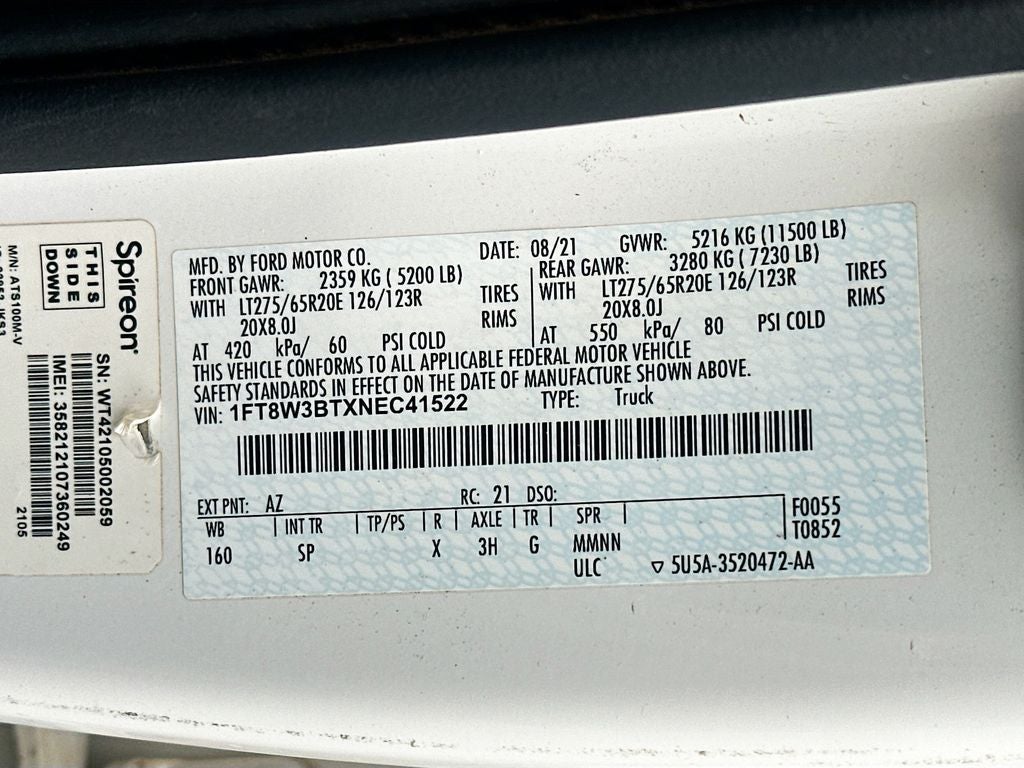 MFD. BY FORD MOTOR CO. DATE: 08/21 GVWR: 5216 KG (11500 LB)
FRONT GAWR: 2359 KG ( 5200 LB) REAR GAWR: 3280 KG ( 7230 LB)
WITH LT275/65R20E 126/123R TIRES WITH LT275/65R20E 126/123R TIRES
20X8.0J RIMS 20X8.0J RIMS
AT 420 kPa/ 60 PSI COLD AT 550 kPa/ 80 PSI COLD
THIS VEHICLE CONFORMS TO ALL APPLICABLE FEDERAL MOTOR VEHICLE
SAFETY STANDARDS IN EFFECT ON THE DATE OF MANUFACTURE SHOWN ABOVE.
VIN: 1FT8W3BTXNEC41522 TYPE: Truck
EXT PNT: AZ RC: 21 DSO:
WB INT TR TP/PS R AXLE TR SPR F0055
160 SP X 3H G MMNN T0852
ULC ▽ 5U5A-3520472-AA
Spireon
THIS
SIDE
DOWN
SN: WT42105002059
IMEI: 358212107360249
2105
M/N: ATS100M-V